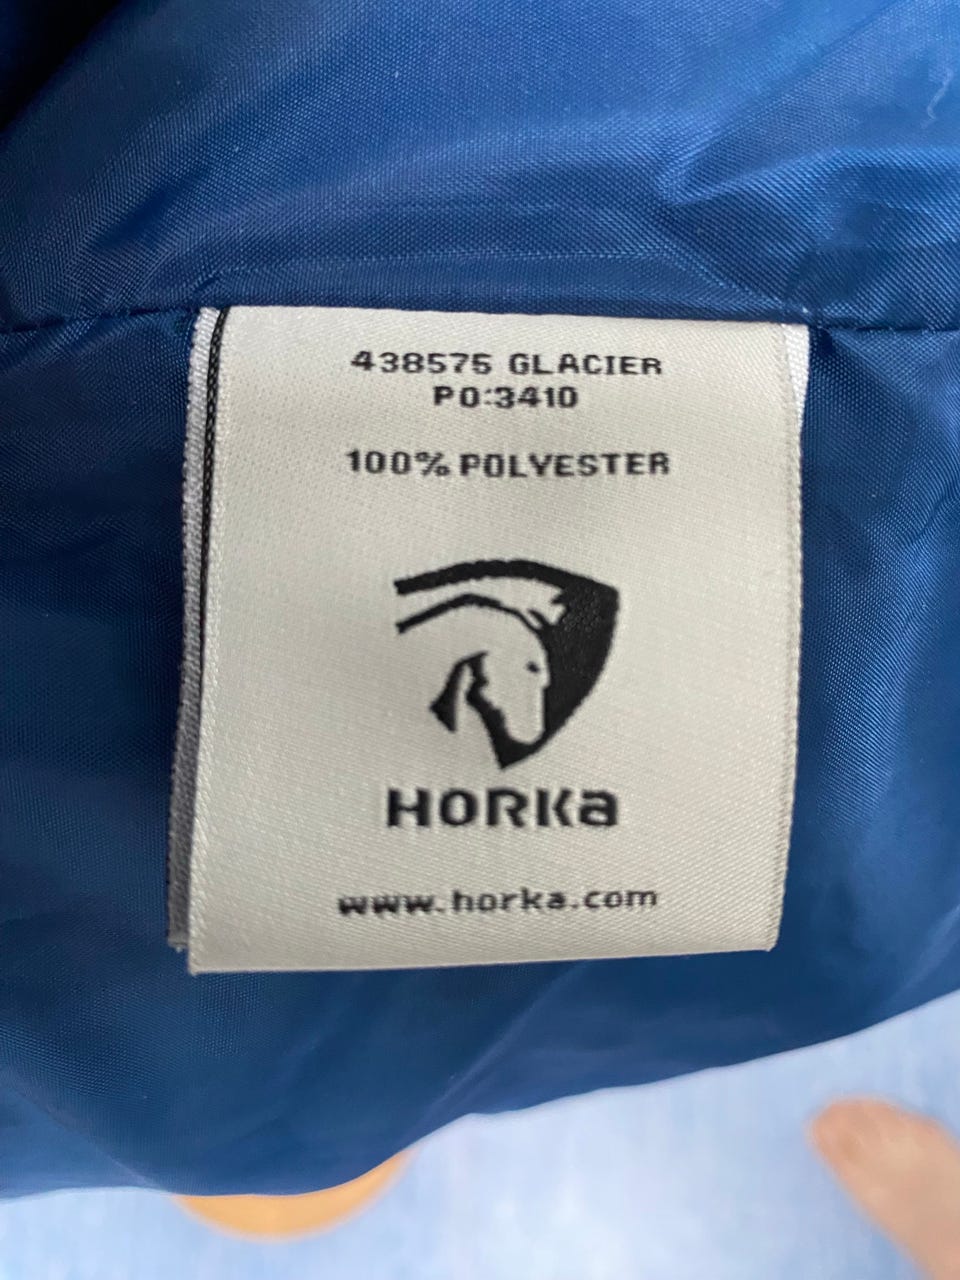 438575 GLACIER
PO:3410
100% POLYESTER
HORKa
www.horka.com